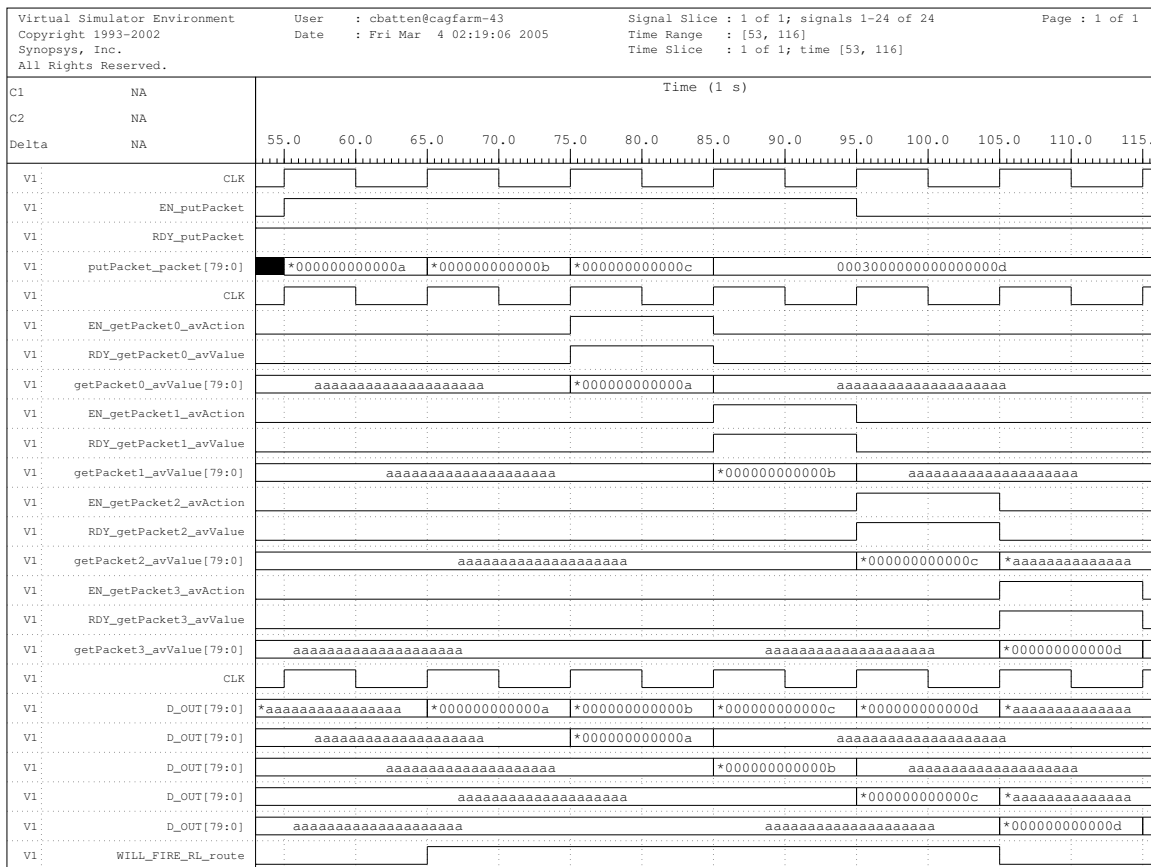 Virtual Simulator Environment User : cbatten@cagfarm-43 Signal Slice : 1 of 1; signals 1-24 of 24 Page : 1 of 1
Copyright 1993-2002 Date : Fri Mar 4 02:19:06 2005 Time Range : [53, 116]
Synopsys, Inc. Time Slice : 1 of 1; time [53, 116]
All Rights Reserved.
C1 NA Time (1 s)
C2 NA
Delta NA 55.0 60.0 65.0 70.0 75.0 80.0 85.0 90.0 95.0 100.0 105.0 110.0 115.
V1 CLK
V1 EN_putPacket
V1 RDY_putPacket
V1 putPacket_packet[79:0] *000000000000a *000000000000b *000000000000c 0003000000000000000d
V1 CLK
V1 EN_getPacket0_avAction
V1 RDY_getPacket0_avValue
V1 getPacket0_avValue[79:0] aaaaaaaaaaaaaaaaaaaa *000000000000a aaaaaaaaaaaaaaaaaaaa
V1 EN_getPacket1_avAction
V1 RDY_getPacket1_avValue
V1 getPacket1_avValue[79:0] aaaaaaaaaaaaaaaaaaaa *000000000000b aaaaaaaaaaaaaaaaaaaa
V1 EN_getPacket2_avAction
V1 RDY_getPacket2_avValue
V1 getPacket2_avValue[79:0] aaaaaaaaaaaaaaaaaaaa *000000000000c *aaaaaaaaaaaaaa
V1 EN_getPacket3_avAction
V1 RDY_getPacket3_avValue
V1 getPacket3_avValue[79:0] aaaaaaaaaaaaaaaaaaaa aaaaaaaaaaaaaaaaaaaa *000000000000d
V1 CLK
V1 D_OUT[79:0] *aaaaaaaaaaaaaaaa *000000000000a *000000000000b *000000000000c *000000000000d *aaaaaaaaaaaaaa
V1 D_OUT[79:0] aaaaaaaaaaaaaaaaaaaa *000000000000a aaaaaaaaaaaaaaaaaaaa
V1 D_OUT[79:0] aaaaaaaaaaaaaaaaaaaa *000000000000b aaaaaaaaaaaaaaaaaaaa
V1 D_OUT[79:0] aaaaaaaaaaaaaaaaaaaa *000000000000c *aaaaaaaaaaaaaa
V1 D_OUT[79:0] aaaaaaaaaaaaaaaaaaaa aaaaaaaaaaaaaaaaaaaa *000000000000d
V1 WILL_FIRE_RL_route